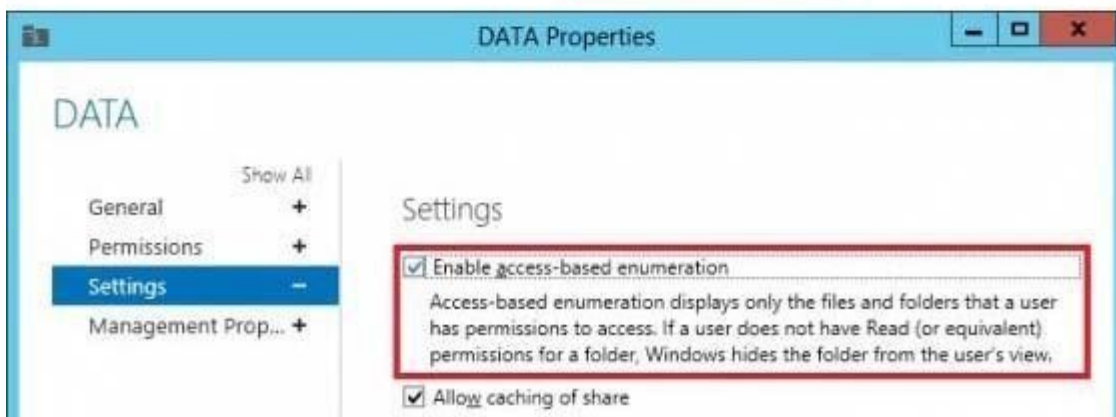 DATA Properties
DATA
Show All
General +
Permissions +
Settings –
Management Prop... +
Settings
Enable access-based enumeration
Access-based enumeration displays only the files and folders that a user
has permissions to access. If a user does not have Read (or equivalent)
permissions for a folder, Windows hides the folder from the user's view.
Allow caching of share